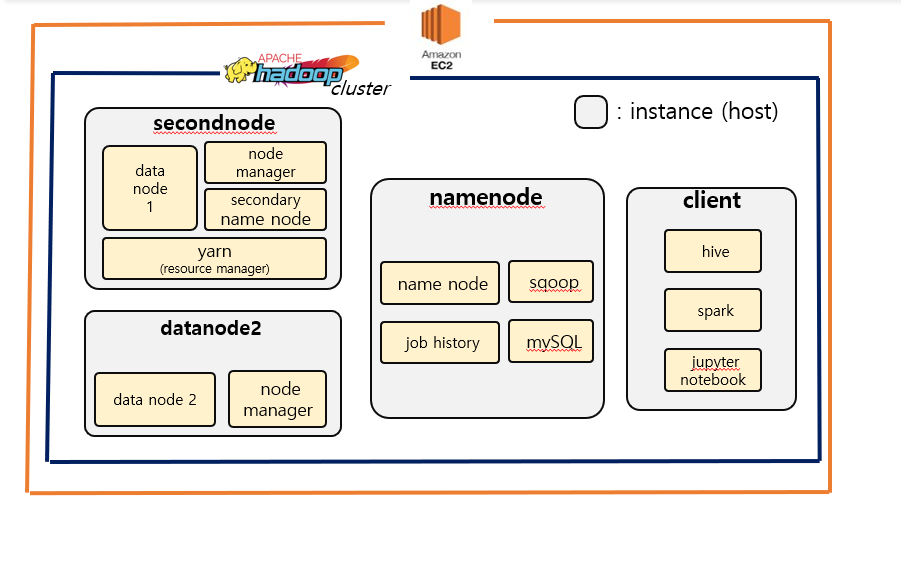 Amazon
EC2
APACHE
hadoop
cluster
: instance (host)
secondnode
data
node
1
node
manager
secondary
name node
yarn
(resource manager)
datanode2
data node 2
node
manager
namenode
name node
sqoop
job history
mySQL
client
hive
spark
jupyter
notebook